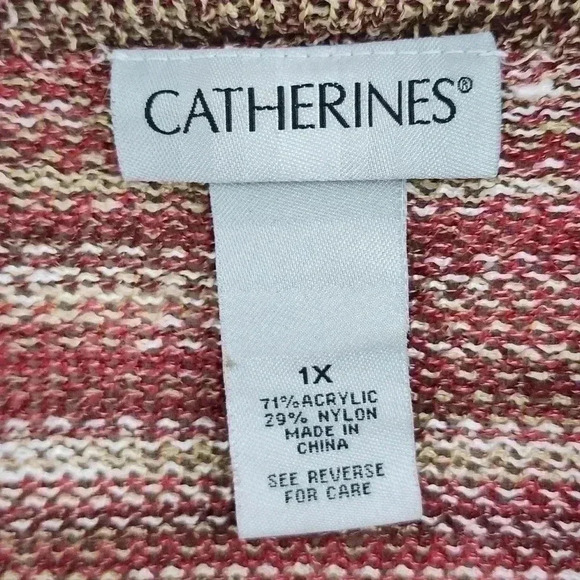 CATHERINES®
1X
71% ACRYLIC
29% NYLON
MADE IN
CHINA
SEE REVERSE
FOR CARE